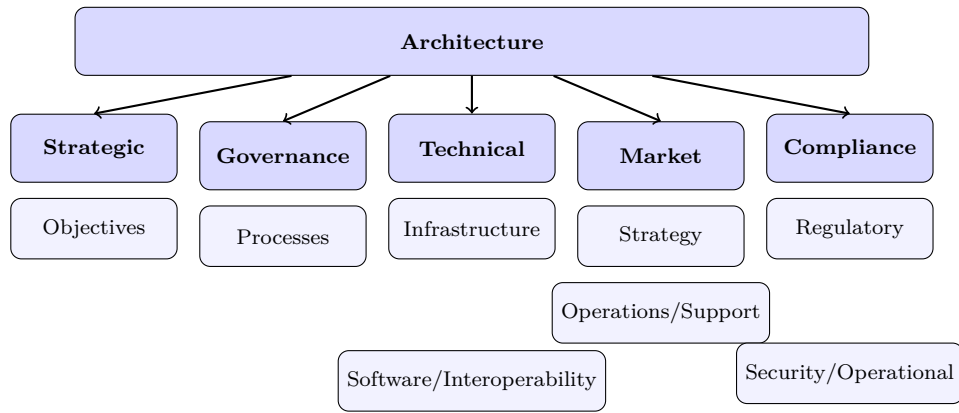 Architecture
Strategic
Governance
Technical
Market
Compliance
Objectives
Processes
Infrastructure
Strategy
Regulatory
Operations/Support
Software/Interoperability
Security/Operational